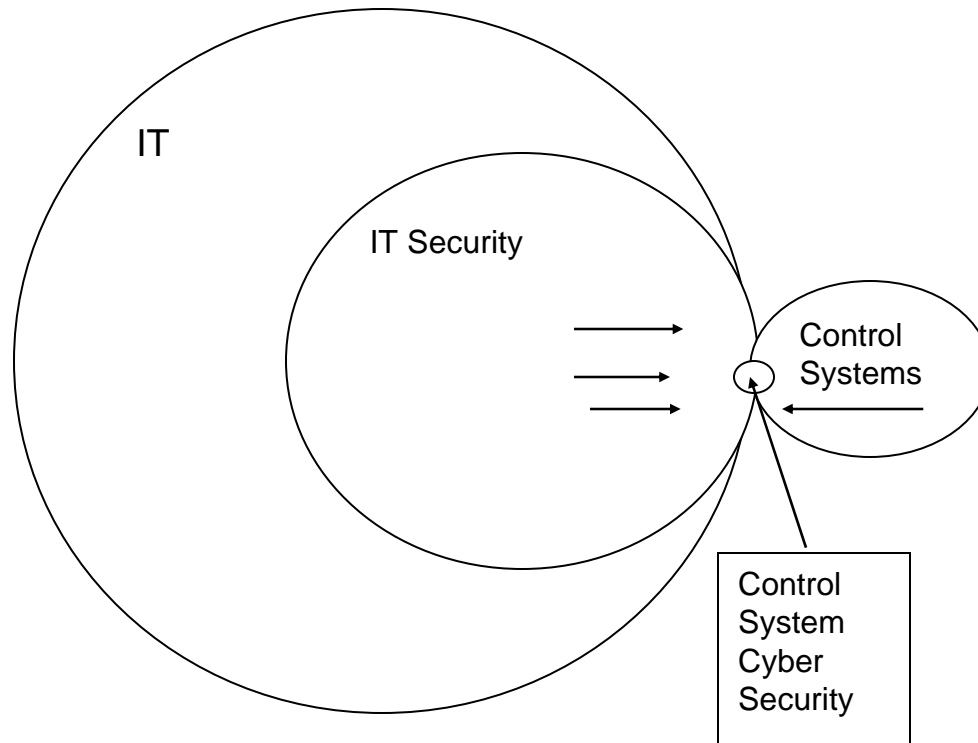 IT
IT Security
Control
Systems
Control
System
Cyber
Security